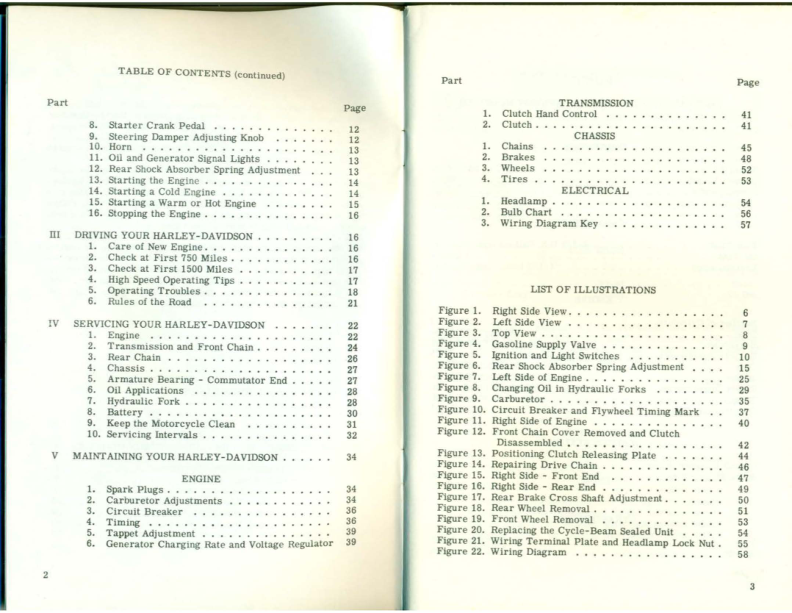 TABLE OF CONTENTS (continued)
Part Page
8. Starter Crank Pedal . . . . . . . . . . . . . . 12
9. Steering Damper Adjusting Knob . . . . . . . 12
10. Horn . . . . . . . . . . . . . . . . . . . . . . 13
11. Oil and Generator Signal Lights . . . . . . . . 13
12. Rear Shock Absorber Spring Adjustment . . . 13
13. Starting the Engine . . . . . . . . . . . . . . . 14
14. Starting a Cold Engine . . . . . . . . . . . . . 14
15. Starting a Warm or Hot Engine . . . . . . . . 15
16. Stopping the Engine . . . . . . . . . . . . . . . 16
III DRIVING YOUR HARLEY-DAVIDSON . . . . . . . . . 16
1. Care of New Engine . . . . . . . . . . . . . . . 16
2. Check at First 750 Miles . . . . . . . . . . . . 16
3. Check at First 1500 Miles . . . . . . . . . . . 17
4. High Speed Operating Tips . . . . . . . . . . . 17
5. Operating Troubles . . . . . . . . . . . . . . . 18
6. Rules of the Road . . . . . . . . . . . . . . . 21
IV SERVICING YOUR HARLEY-DAVIDSON . . . . . . . 22
1. Engine . . . . . . . . . . . . . . . . . . . . . 22
2. Transmission and Front Chain . . . . . . . . . 24
3. Rear Chain . . . . . . . . . . . . . . . . . . . 26
4. Chassis . . . . . . . . . . . . . . . . . . . . . 27
5. Armature Bearing - Commutator End . . . . . 27
6. Oil Applications . . . . . . . . . . . . . . . . 28
7. Hydraulic Fork . . . . . . . . . . . . . . . . . 28
8. Battery . . . . . . . . . . . . . . . . . . . . . 30
9. Keep the Motorcycle Clean . . . . . . . . . . 31
10. Servicing Intervals . . . . . . . . . . . . . . . 32
V MAINTAINING YOUR HARLEY-DAVIDSON . . . . . . 34
ENGINE
1. Spark Plugs . . . . . . . . . . . . . . . . . . . 34
2. Carburetor Adjustments . . . . . . . . . . . . 34
3. Circuit Breaker . . . . . . . . . . . . . . . . 36
4. Timing . . . . . . . . . . . . . . . . . . . . . 36
5. Tappet Adjustment . . . . . . . . . . . . . . . 39
6. Generator Charging Rate and Voltage Regulator 39
2
Part Page
TRANSMISSION
1. Clutch Hand Control . . . . . . . . . . . . . . 41
2. Clutch . . . . . . . . . . . . . . . . . . . . . . 41
CHASSIS
1. Chains . . . . . . . . . . . . . . . . . . . . . 45
2. Brakes . . . . . . . . . . . . . . . . . . . . . 48
3. Wheels . . . . . . . . . . . . . . . . . . . . . 52
4. Tires . . . . . . . . . . . . . . . . . . . . . . 53
ELECTRICAL
1. Headlamp . . . . . . . . . . . . . . . . . . . . 54
2. Bulb Chart . . . . . . . . . . . . . . . . . . . 56
3. Wiring Diagram Key . . . . . . . . . . . . . . 57
LIST OF ILLUSTRATIONS
Figure 1. Right Side View . . . . . . . . . . . . . . . . . 6
Figure 2. Left Side View . . . . . . . . . . . . . . . . . 7
Figure 3. Top View . . . . . . . . . . . . . . . . . . . . 8
Figure 4. Gasoline Supply Valve . . . . . . . . . . . . . 9
Figure 5. Ignition and Light Switches . . . . . . . . . . 10
Figure 6. Rear Shock Absorber Spring Adjustment . . . . 15
Figure 7. Left Side of Engine . . . . . . . . . . . . . . . 25
Figure 8. Changing Oil in Hydraulic Forks . . . . . . . . 29
Figure 9. Carburetor . . . . . . . . . . . . . . . . . . . 35
Figure 10. Circuit Breaker and Flywheel Timing Mark . . 37
Figure 11. Right Side of Engine . . . . . . . . . . . . . . 40
Figure 12. Front Chain Cover Removed and Clutch
Disassembled . . . . . . . . . . . . . . . . . 42
Figure 13. Positioning Clutch Releasing Plate . . . . . . . 44
Figure 14. Repairing Drive Chain . . . . . . . . . . . . . 46
Figure 15. Right Side - Front End . . . . . . . . . . . . . 47
Figure 16. Right Side - Rear End . . . . . . . . . . . . . 49
Figure 17. Rear Brake Cross Shaft Adjustment . . . . . . . 50
Figure 18. Rear Wheel Removal . . . . . . . . . . . . . . . 51
Figure 19. Front Wheel Removal . . . . . . . . . . . . . . 53
Figure 20. Replacing the Cycle-Beam Sealed Unit . . . . . 54
Figure 21. Wiring Terminal Plate and Headlamp Lock Nut . 55
Figure 22. Wiring Diagram . . . . . . . . . . . . . . . . . 58
3